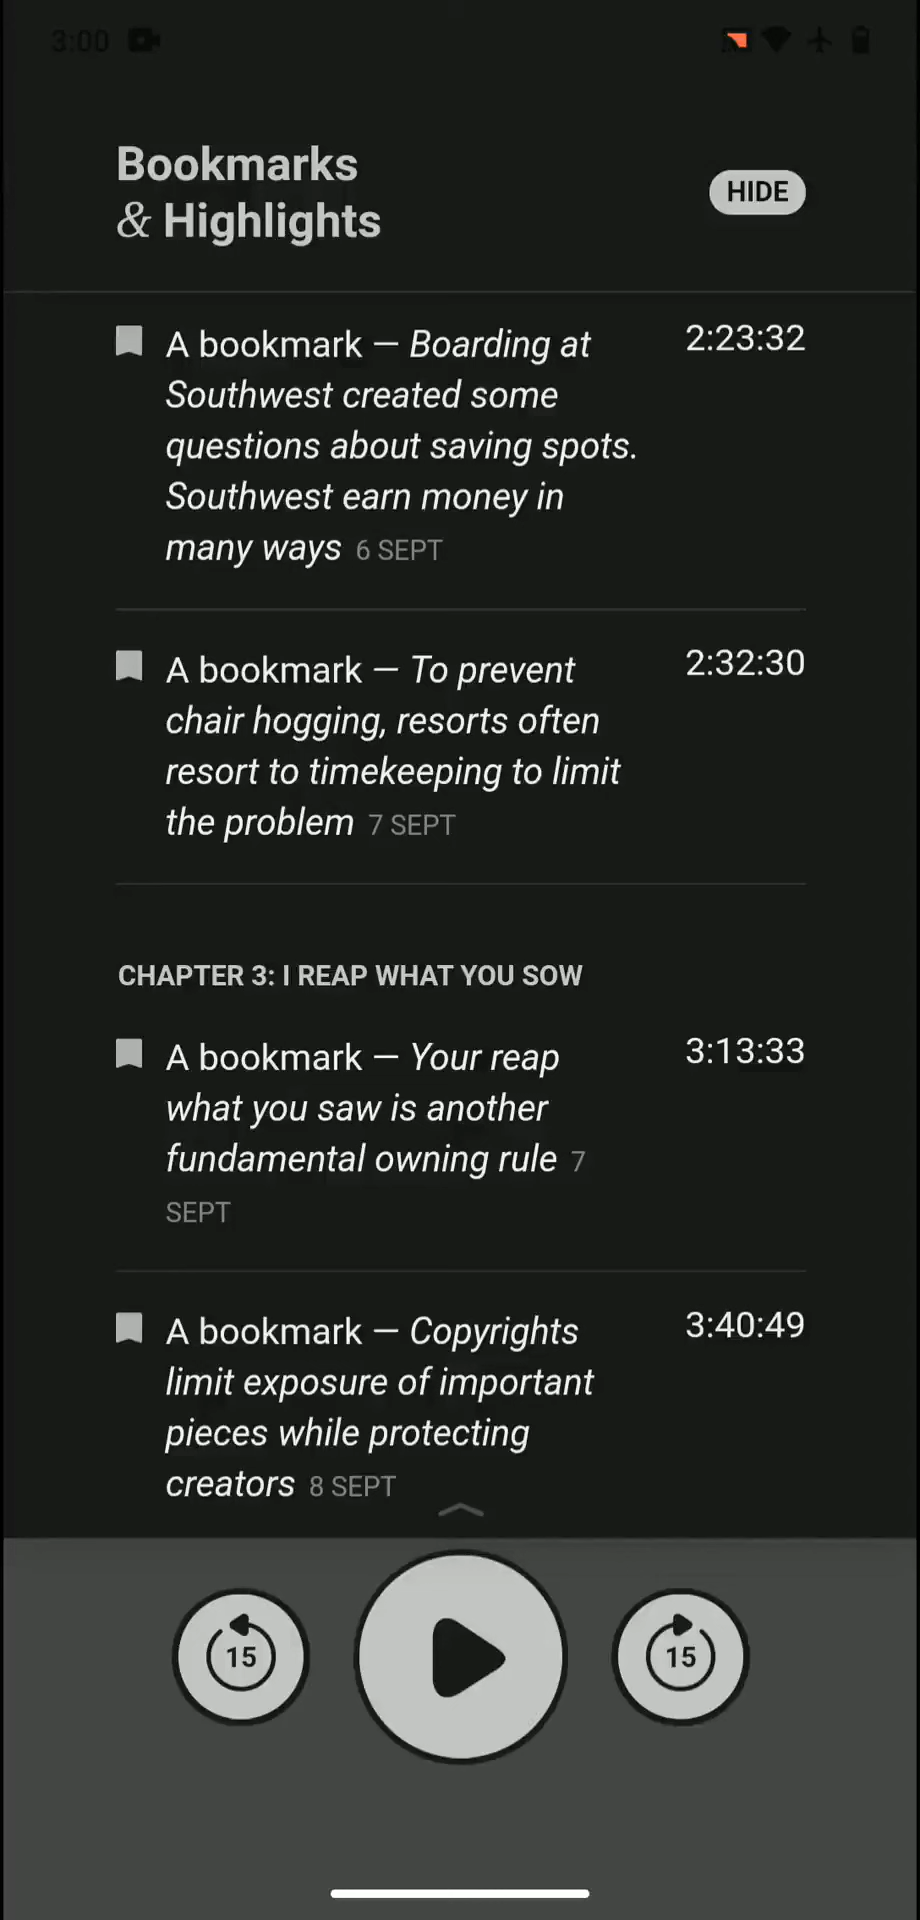 3:00
Bookmarks
& Highlights
HIDE
A bookmark — Boarding at
2:23:32
Southwest created some
questions about saving spots.
Southwest earn money in
many ways 6 SEPT
A bookmark — To prevent
2:32:30
chair hogging, resorts often
resort to timekeeping to limit
the problem 7 SEPT
CHAPTER 3: I REAP WHAT YOU SOW
A bookmark — Your reap
3:13:33
what you saw is another
fundamental owning rule 7
SEPT
A bookmark — Copyrights
3:40:49
limit exposure of important
pieces while protecting
creators 8 SEPT
15
15